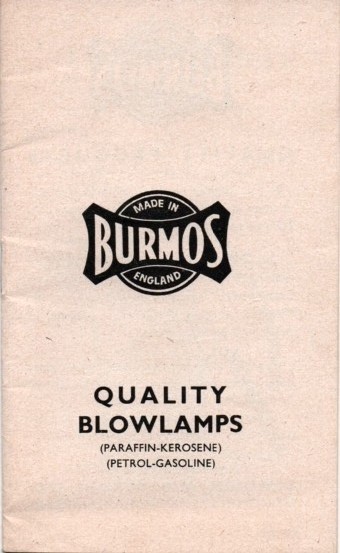 MADE IN
BURMOS
ENGLAND
QUALITY
BLOWLAMPS
(PARAFFIN-KEROSENE)
(PETROL-GASOLINE)